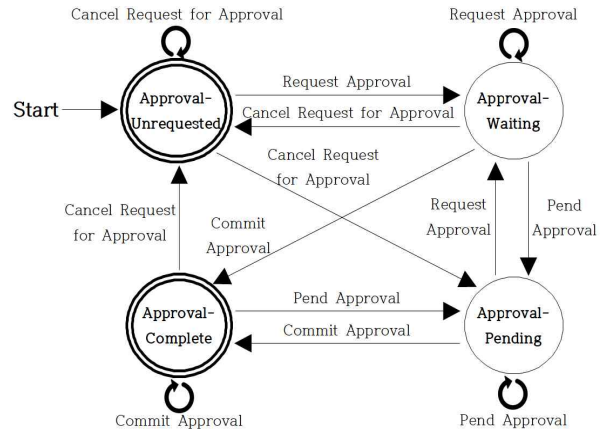 Cancel Request for Approval
Request Approval
Start
Approval-
Unrequested
Request Approval
Cancel Request for Approval
Approval-
Waiting
Cancel Request
for Approval
Cancel Request
for Approval
Commit
Approval
Request
Approval
Pend
Approval
Approval-
Complete
Pend Approval
Commit Approval
Approval-
Pending
Commit Approval
Pend Approval